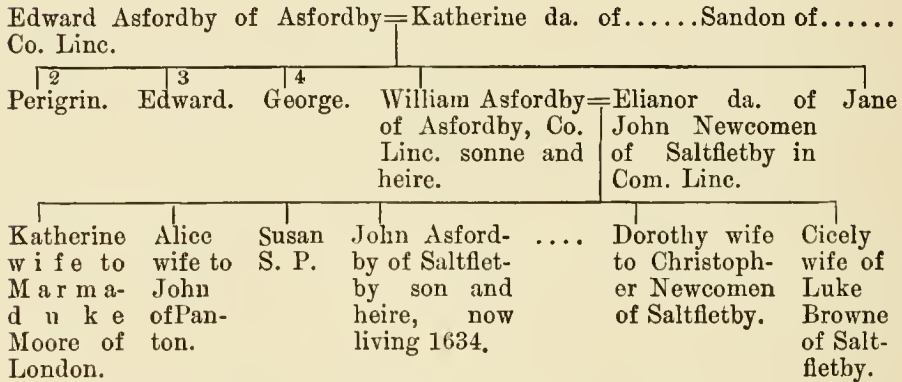 Edward Asfordby of Asfordby=Katherine da. of......Sandon of......
Co. Linc.
2 3 4
Perigrin. Edward. George. William Asfordby=Elianor da. of Jane
of Asfordby, Co. John Newcomen
Linc. sonne and of Saltfletby in
heire. Com. Linc.
Katherine Alice Susan John Asford- .... Dorothy wife Cicely
wife to wife to S. P. by of Saltflet- to Christoph- wife of
Marma- John by son and er Newcomen Luke
duke ofPan- heire, now of Saltfletby. Browne
Moore of ton. living 1634. of Salt-
London. fletby.